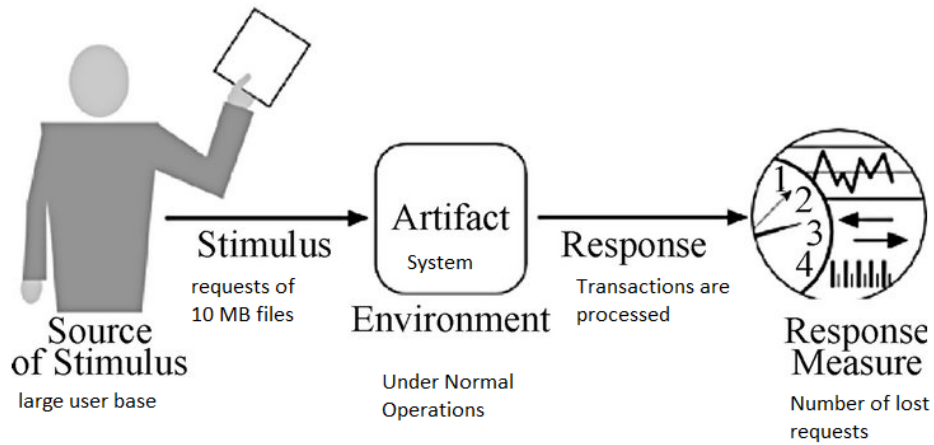 Stimulus
requests of
10 MB files
Source
of Stimulus
large user base
Artifact
System
Environment
Under Normal
Operations
Response
Transactions are
processed
1
2
3
4
Response
Measure
Number of lost
requests